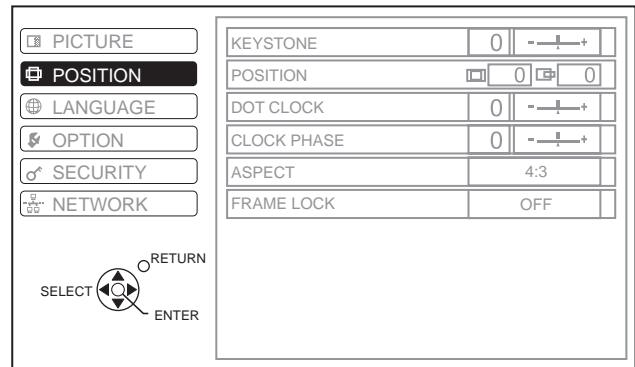 PICTURE
POSITION
LANGUAGE
OPTION
SECURITY
NETWORK
RETURN
SELECT
ENTER
KEYSTONE 0 - +
POSITION 0 0
DOT CLOCK 0 - +
CLOCK PHASE 0 - +
ASPECT 4:3
FRAME LOCK OFF